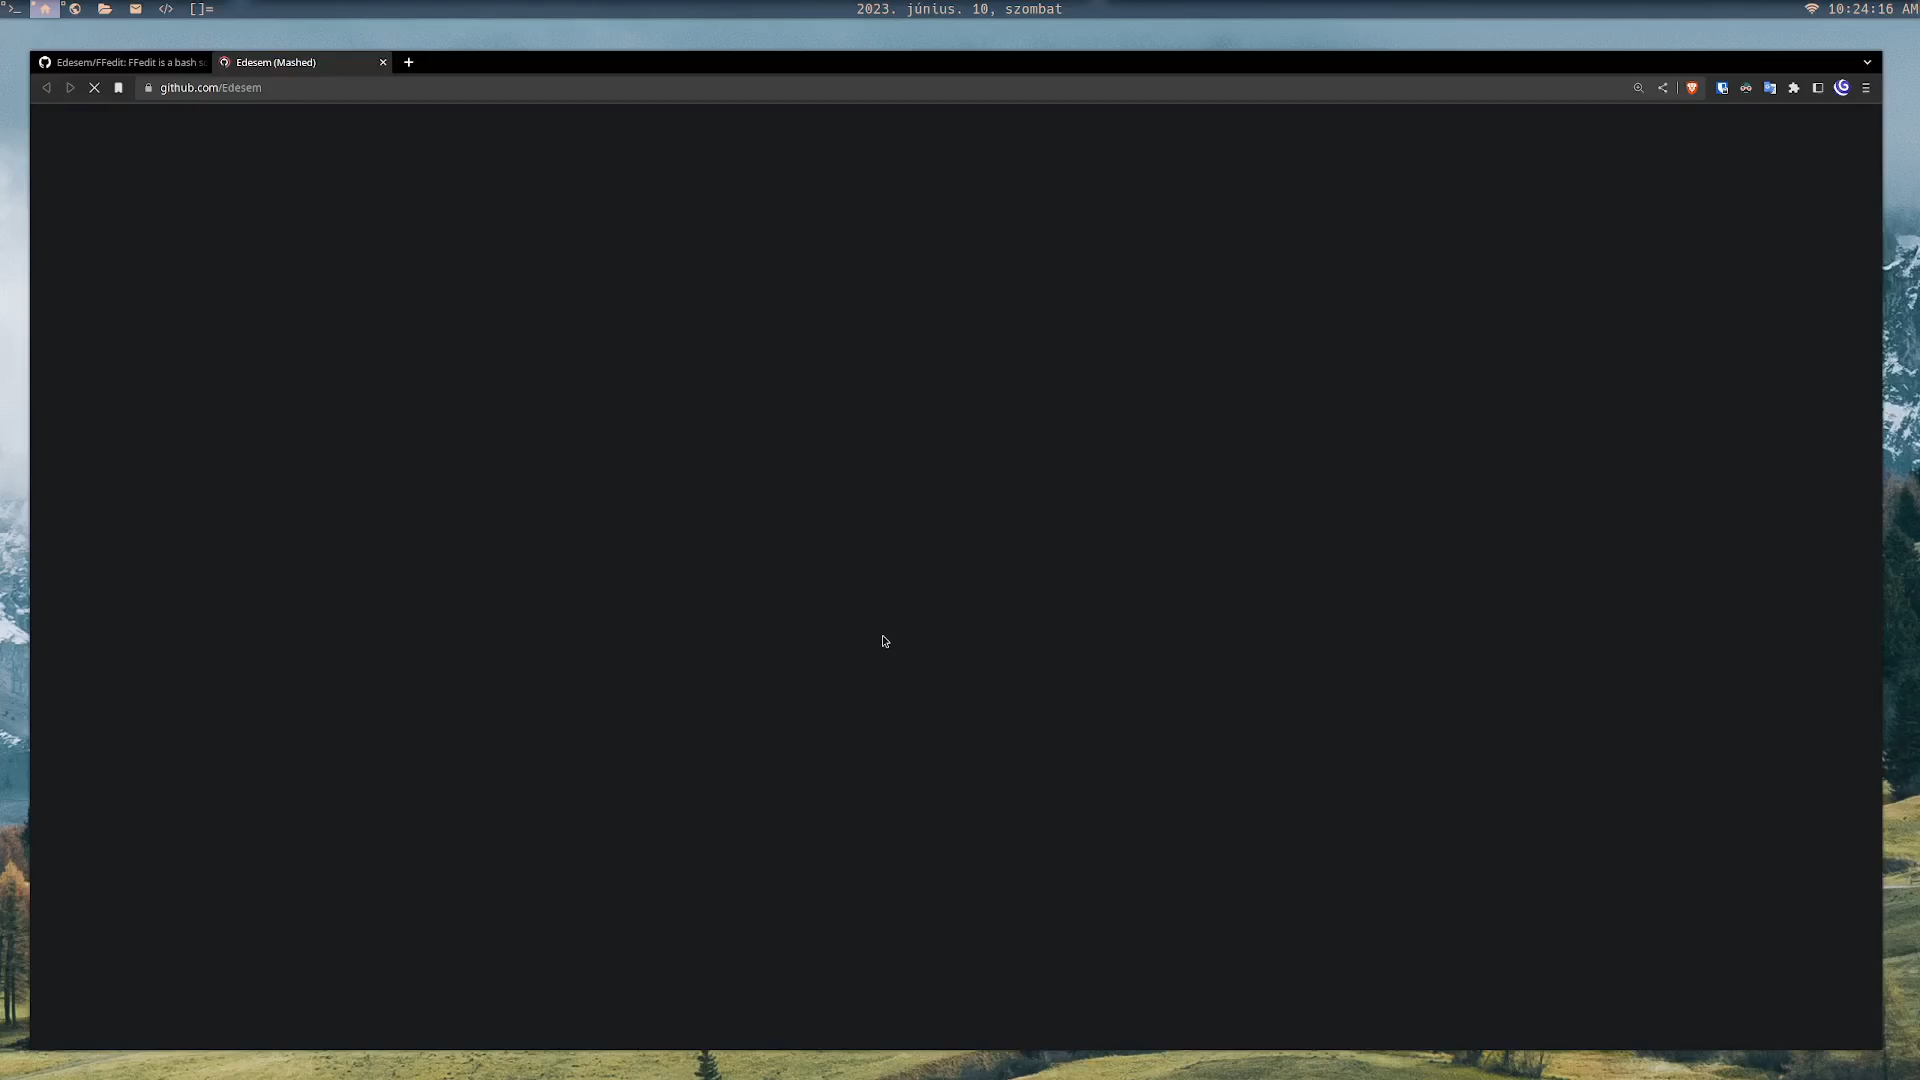 >_
</>
[]=
2023. június. 10, szombat
10:24:16 AM
Edesem/FFedit: FFedit is a bash sc
Edesem (Mashed)
github.com/Edesem